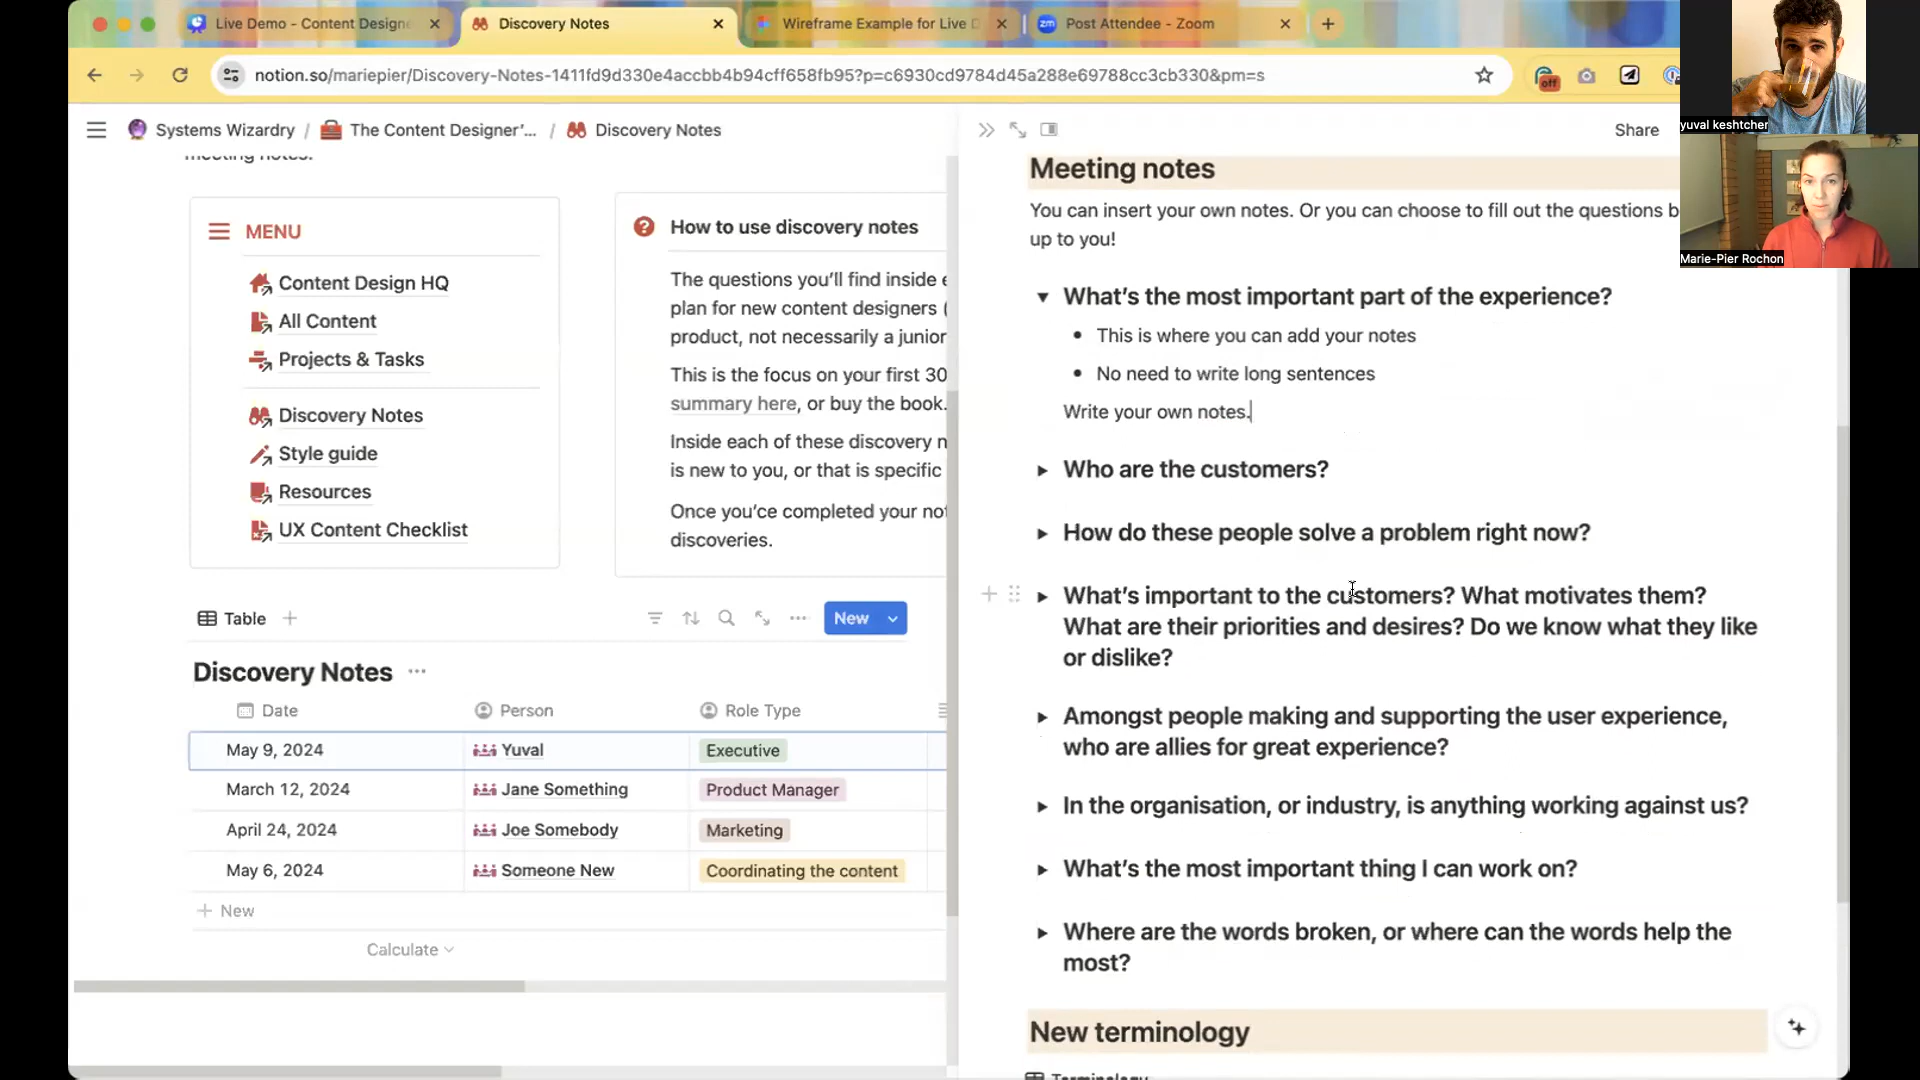 Live Demo - Content Designe
Discovery Notes
Wireframe Example for Live D
Post Attendee - Zoom
notion.so/mariepier/Discovery-Notes-1411fd9d330e4accbb4b94cff658fb95?p=c6930cd9784d45a288e69788cc3cb330&pm=s
off
yuval keshtcher
Marie-Pier Rochon
Systems Wizardry / The Content Designer'... / Discovery Notes
Share
meeting notes.
MENU
Content Design HQ
All Content
Projects & Tasks
Discovery Notes
Style guide
Resources
UX Content Checklist
How to use discovery notes
The questions you'll find inside e
plan for new content designers (
product, not necessarily a junior
This is the focus on your first 30
summary here, or buy the book.
Inside each of these discovery n
is new to you, or that is specific
Once you'ce completed your not
discoveries.
Table
New
Discovery Notes
Date Person Role Type
May 9, 2024 Yuval Executive
March 12, 2024 Jane Something Product Manager
April 24, 2024 Joe Somebody Marketing
May 6, 2024 Someone New Coordinating the content
New
Calculate
Meeting notes
You can insert your own notes. Or you can choose to fill out the questions b
up to you!
What's the most important part of the experience?
• This is where you can add your notes
• No need to write long sentences
Write your own notes.
Who are the customers?
How do these people solve a problem right now?
What's important to the customers? What motivates them?
What are their priorities and desires? Do we know what they like
or dislike?
Amongst people making and supporting the user experience,
who are allies for great experience?
In the organisation, or industry, is anything working against us?
What's the most important thing I can work on?
Where are the words broken, or where can the words help the
most?
New terminology
Terminology